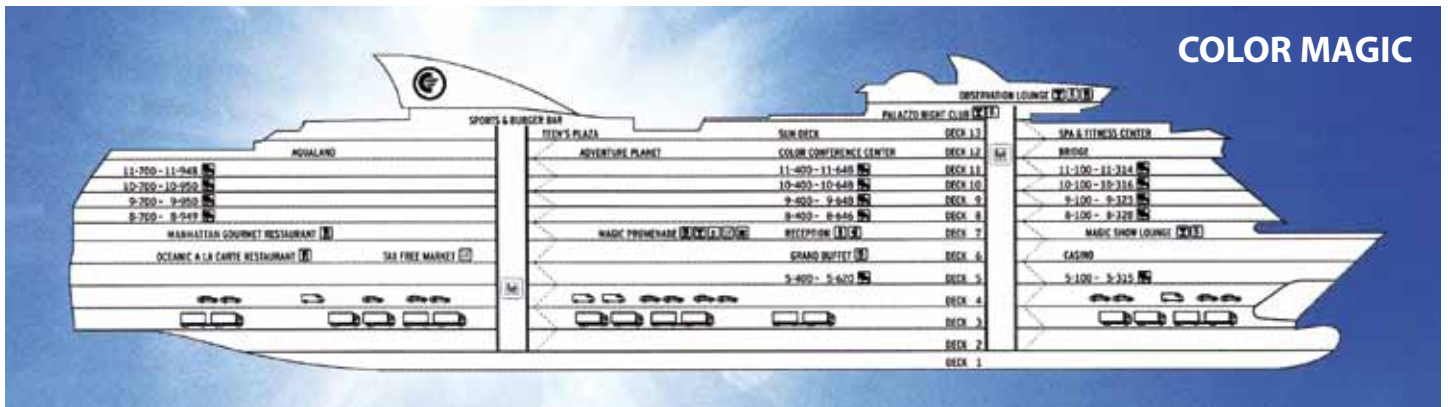 COLOR MAGIC
OBSERVATION LOUNGE
PALAZZO NIGHT CLUB
SPORTS & BURGER BAR
TEEN'S PLAZA SUN DECK DECK 13 SPA & FITNESS CENTER
AQUALAND ADVENTURE PLANET COLOR CONFERENCE CENTER DECK 12 BRIDGE
11-700 - 11-948 11-400 - 11-648 DECK 11 11-100 - 11-314
10-700 - 10-950 10-400 - 10-648 DECK 10 10-100 - 10-316
9-700 - 9-950 9-400 - 9-648 DECK 9 9-100 - 9-323
8-700 - 8-949 8-400 - 8-646 DECK 8 8-100 - 8-328
MANHATTAN GOURMET RESTAURANT MAGIC PROMENADE RECEPTION DECK 7 MAGIC SHOW LOUNGE
OCEANIC A LA CARTE RESTAURANT TAX FREE MARKET GRAND BUFFET DECK 6 CASINO
5-400 - 5-620 DECK 5 5-100 - 5-315
DECK 4
DECK 3
DECK 2
DECK 1